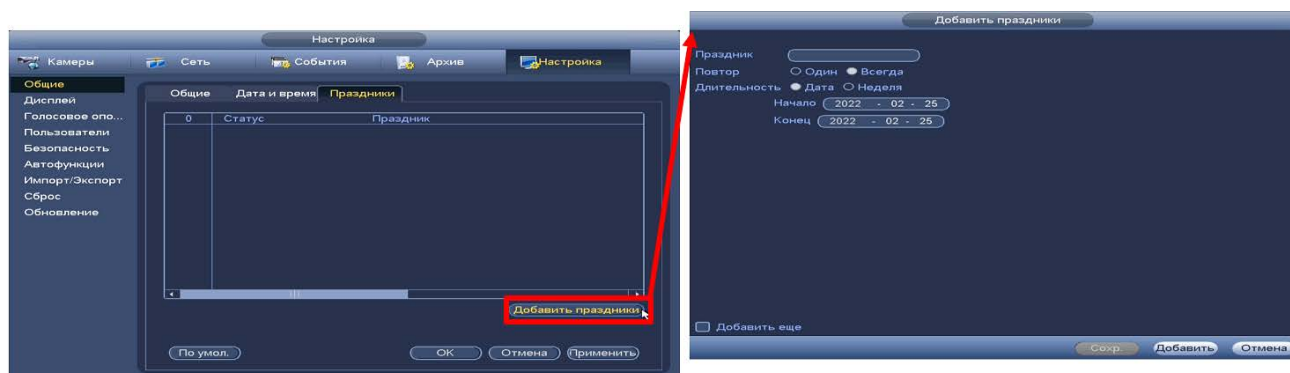 Настройка
Камеры Сеть События Архив Настройка
Общие
Дисплей
Голосовое опо...
Пользователи
Безопасность
Автофункции
Импорт/Экспорт
Сброс
Обновление
Общие Дата и время Праздники
0 Статус Праздник
Добавить праздники
По умол. OK Отмена Применить
Добавить праздники
Праздник
Повтор Один Всегда
Длительность Дата Неделя
Начало 2022 - 02 - 25
Конец 2022 - 02 - 25
Добавить еще
Сохр. Добавить Отмена